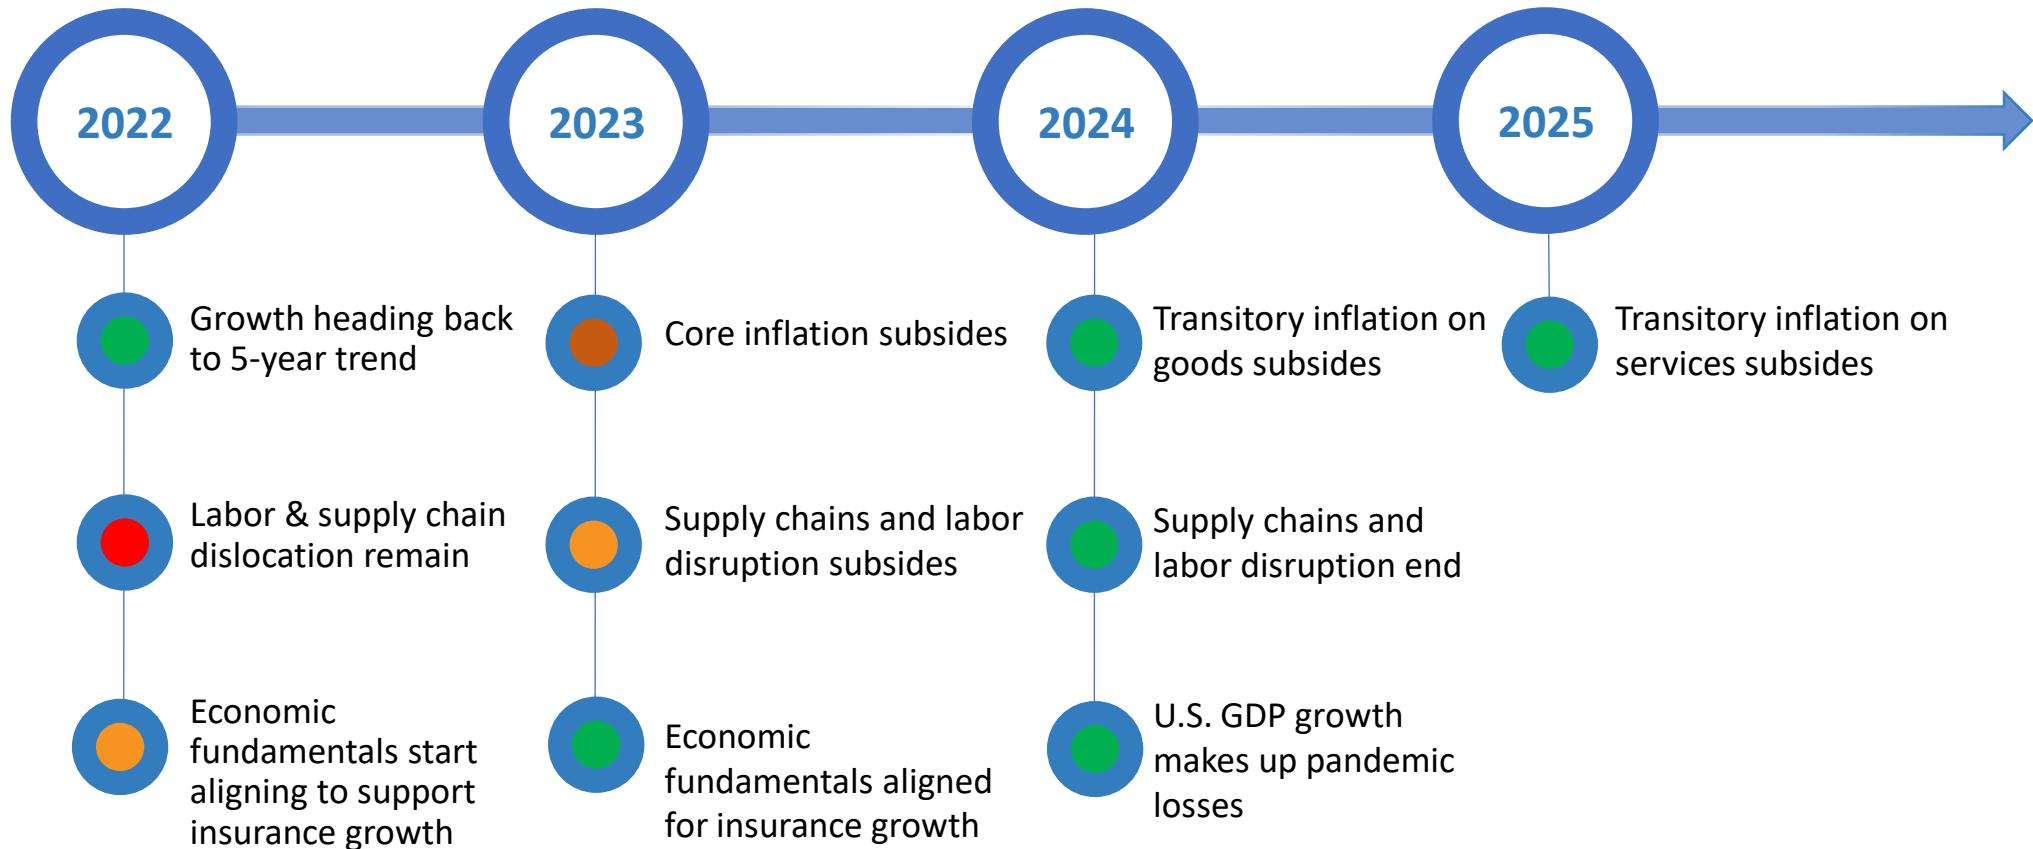 2022
2023
2024
2025
Growth heading back
to 5-year trend
Labor & supply chain
dislocation remain
Economic
fundamentals start
aligning to support
insurance growth
Core inflation subsides
Supply chains and labor
disruption subsides
Economic
fundamentals aligned
for insurance growth
Transitory inflation on
goods subsides
Supply chains and
labor disruption end
U.S. GDP growth
makes up pandemic
losses
Transitory inflation on
services subsides